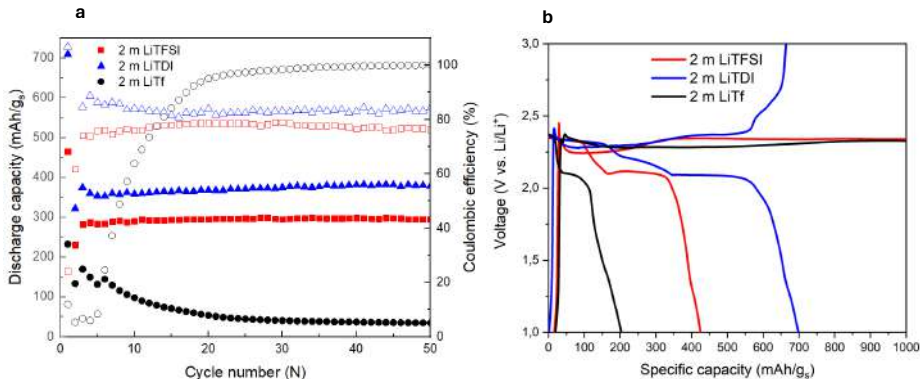 a
Discharge capacity (mAh/gs)
700
600
500
400
300
250
200
150
100
50
0
2 m LiTFSI
2 m LiTDI
2 m LiTf
100
80
60
40
20
0
Coulombic efficiency (%)
0 10 20 30 40 50
Cycle number (N)
b
Voltage (V vs. Li/Li+)
3,0
2,5
2,0
1,5
1,0
2 m LiTFSI
2 m LiTDI
2 m LiTf
0 100 200 300 400 500 600 700 800 900 1000
Specific capacity (mAh/gs)